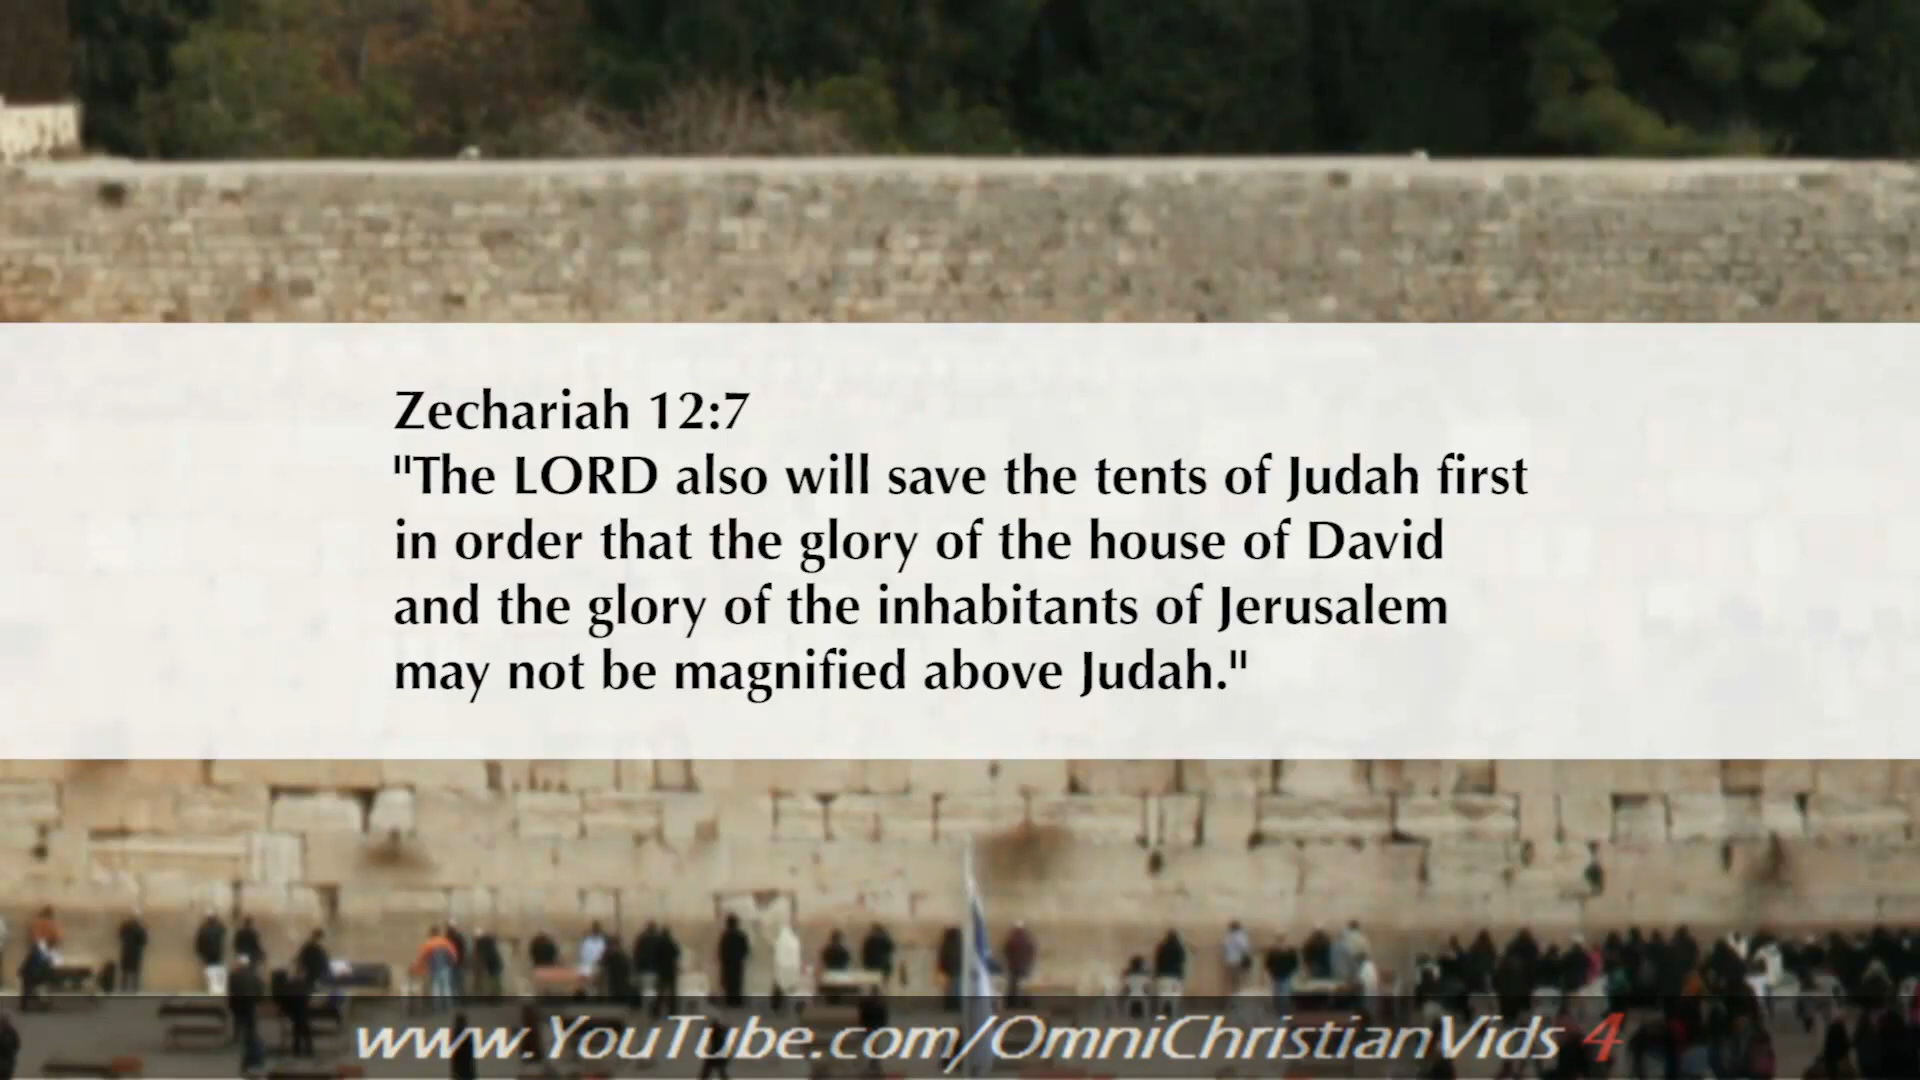 Zechariah 12:7
"The LORD also will save the tents of Judah first
in order that the glory of the house of David
and the glory of the inhabitants of Jerusalem
may not be magnified above Judah."
www.YouTube.com/OmniChristianVids 4